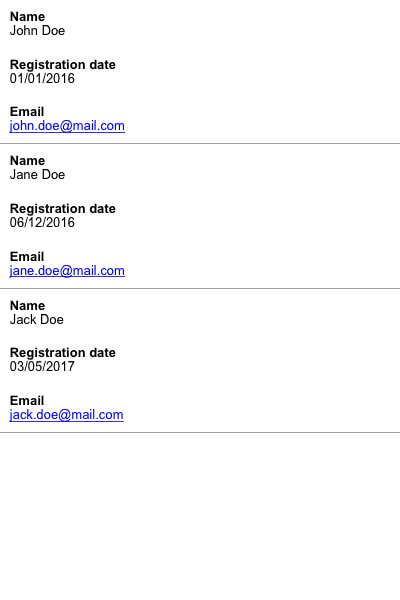 Name
John Doe
Registration date
01/01/2016
Email
john.doe@mail.com
Name
Jane Doe
Registration date
06/12/2016
Email
jane.doe@mail.com
Name
Jack Doe
Registration date
03/05/2017
Email
jack.doe@mail.com